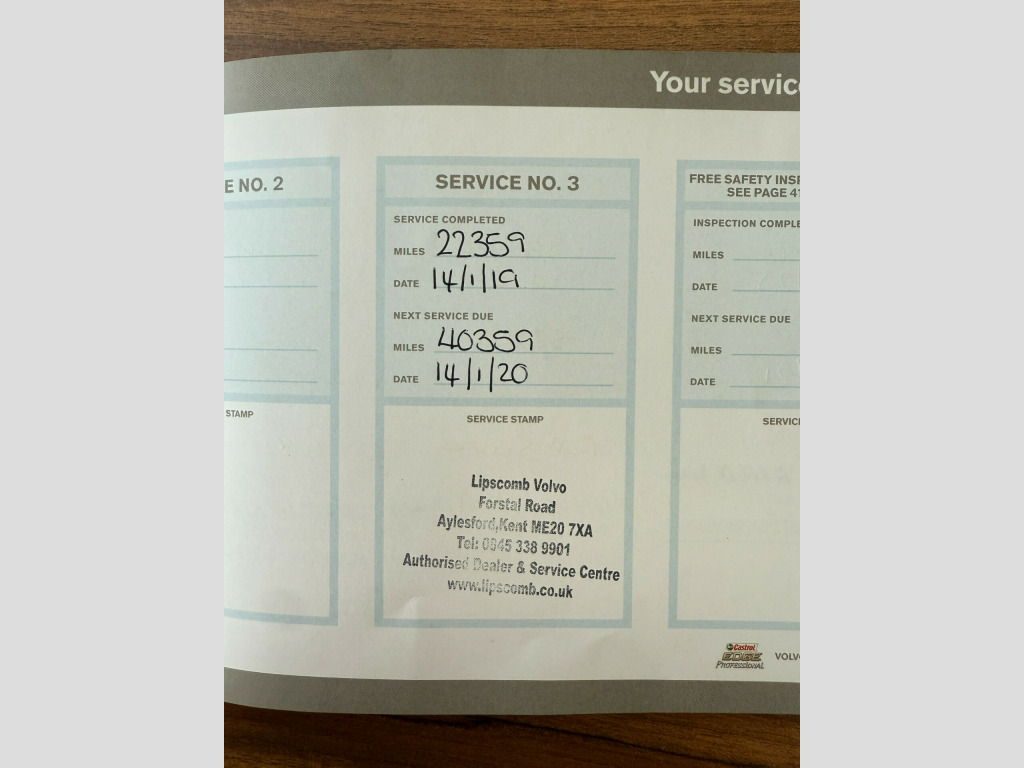 Your servic
E NO. 2
STAMP
SERVICE NO. 3
SERVICE COMPLETED
MILES 22359
DATE 14/1/19
NEXT SERVICE DUE
MILES 40359
DATE 14/1/20
SERVICE STAMP
Lipscomb Volvo
Forstal Road
Aylesford,Kent ME20 7XA
Tel: 0845 338 9901
Authorised Dealer & Service Centre
www.lipscomb.co.uk
FREE SAFETY INSP
SEE PAGE 41
INSPECTION COMPLE
MILES
DATE
NEXT SERVICE DUE
MILES
DATE
SERVIC
Castrol
EDGE
PROFESSIONAL
VOLV